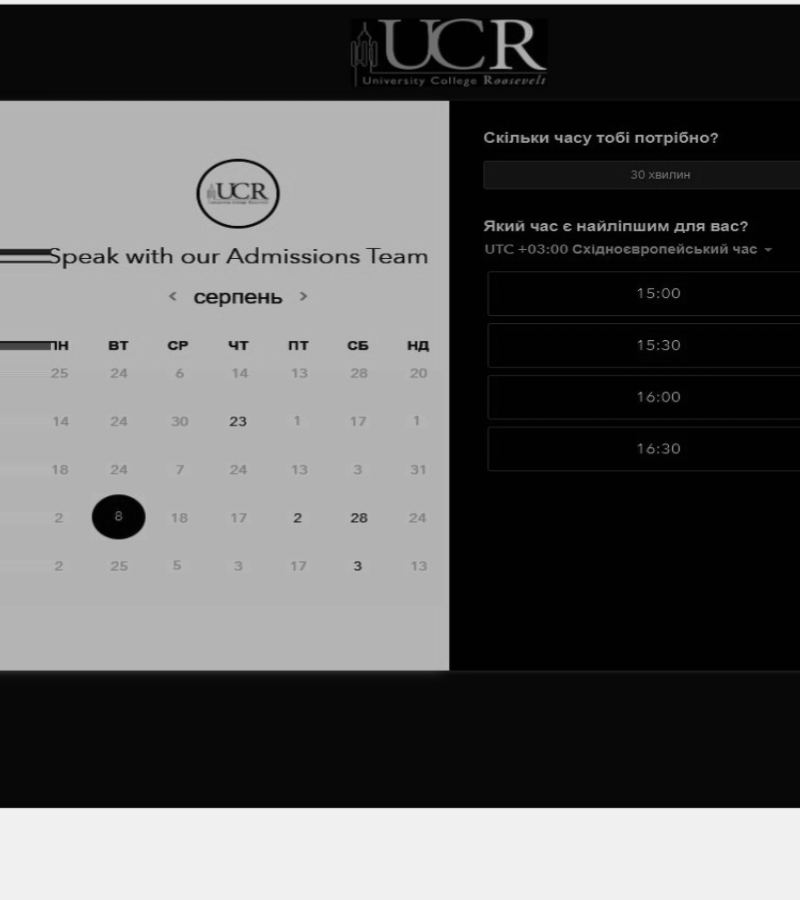 UCR
University College Roosevelt
UCR
Speak with our Admissions Team
< серпень >
ПН ВТ СР ЧТ ПТ СБ НД
25 24 6 14 13 28 20
14 24 30 23 1 17 1
18 24 7 24 13 3 31
2 8 18 17 2 28 24
2 25 5 3 17 3 13
Скільки часу тобі потрібно?
30 хвилин
Який час є найліпшим для вас?
UTC +03:00 Східноєвропейський час
15:00
15:30
16:00
16:30